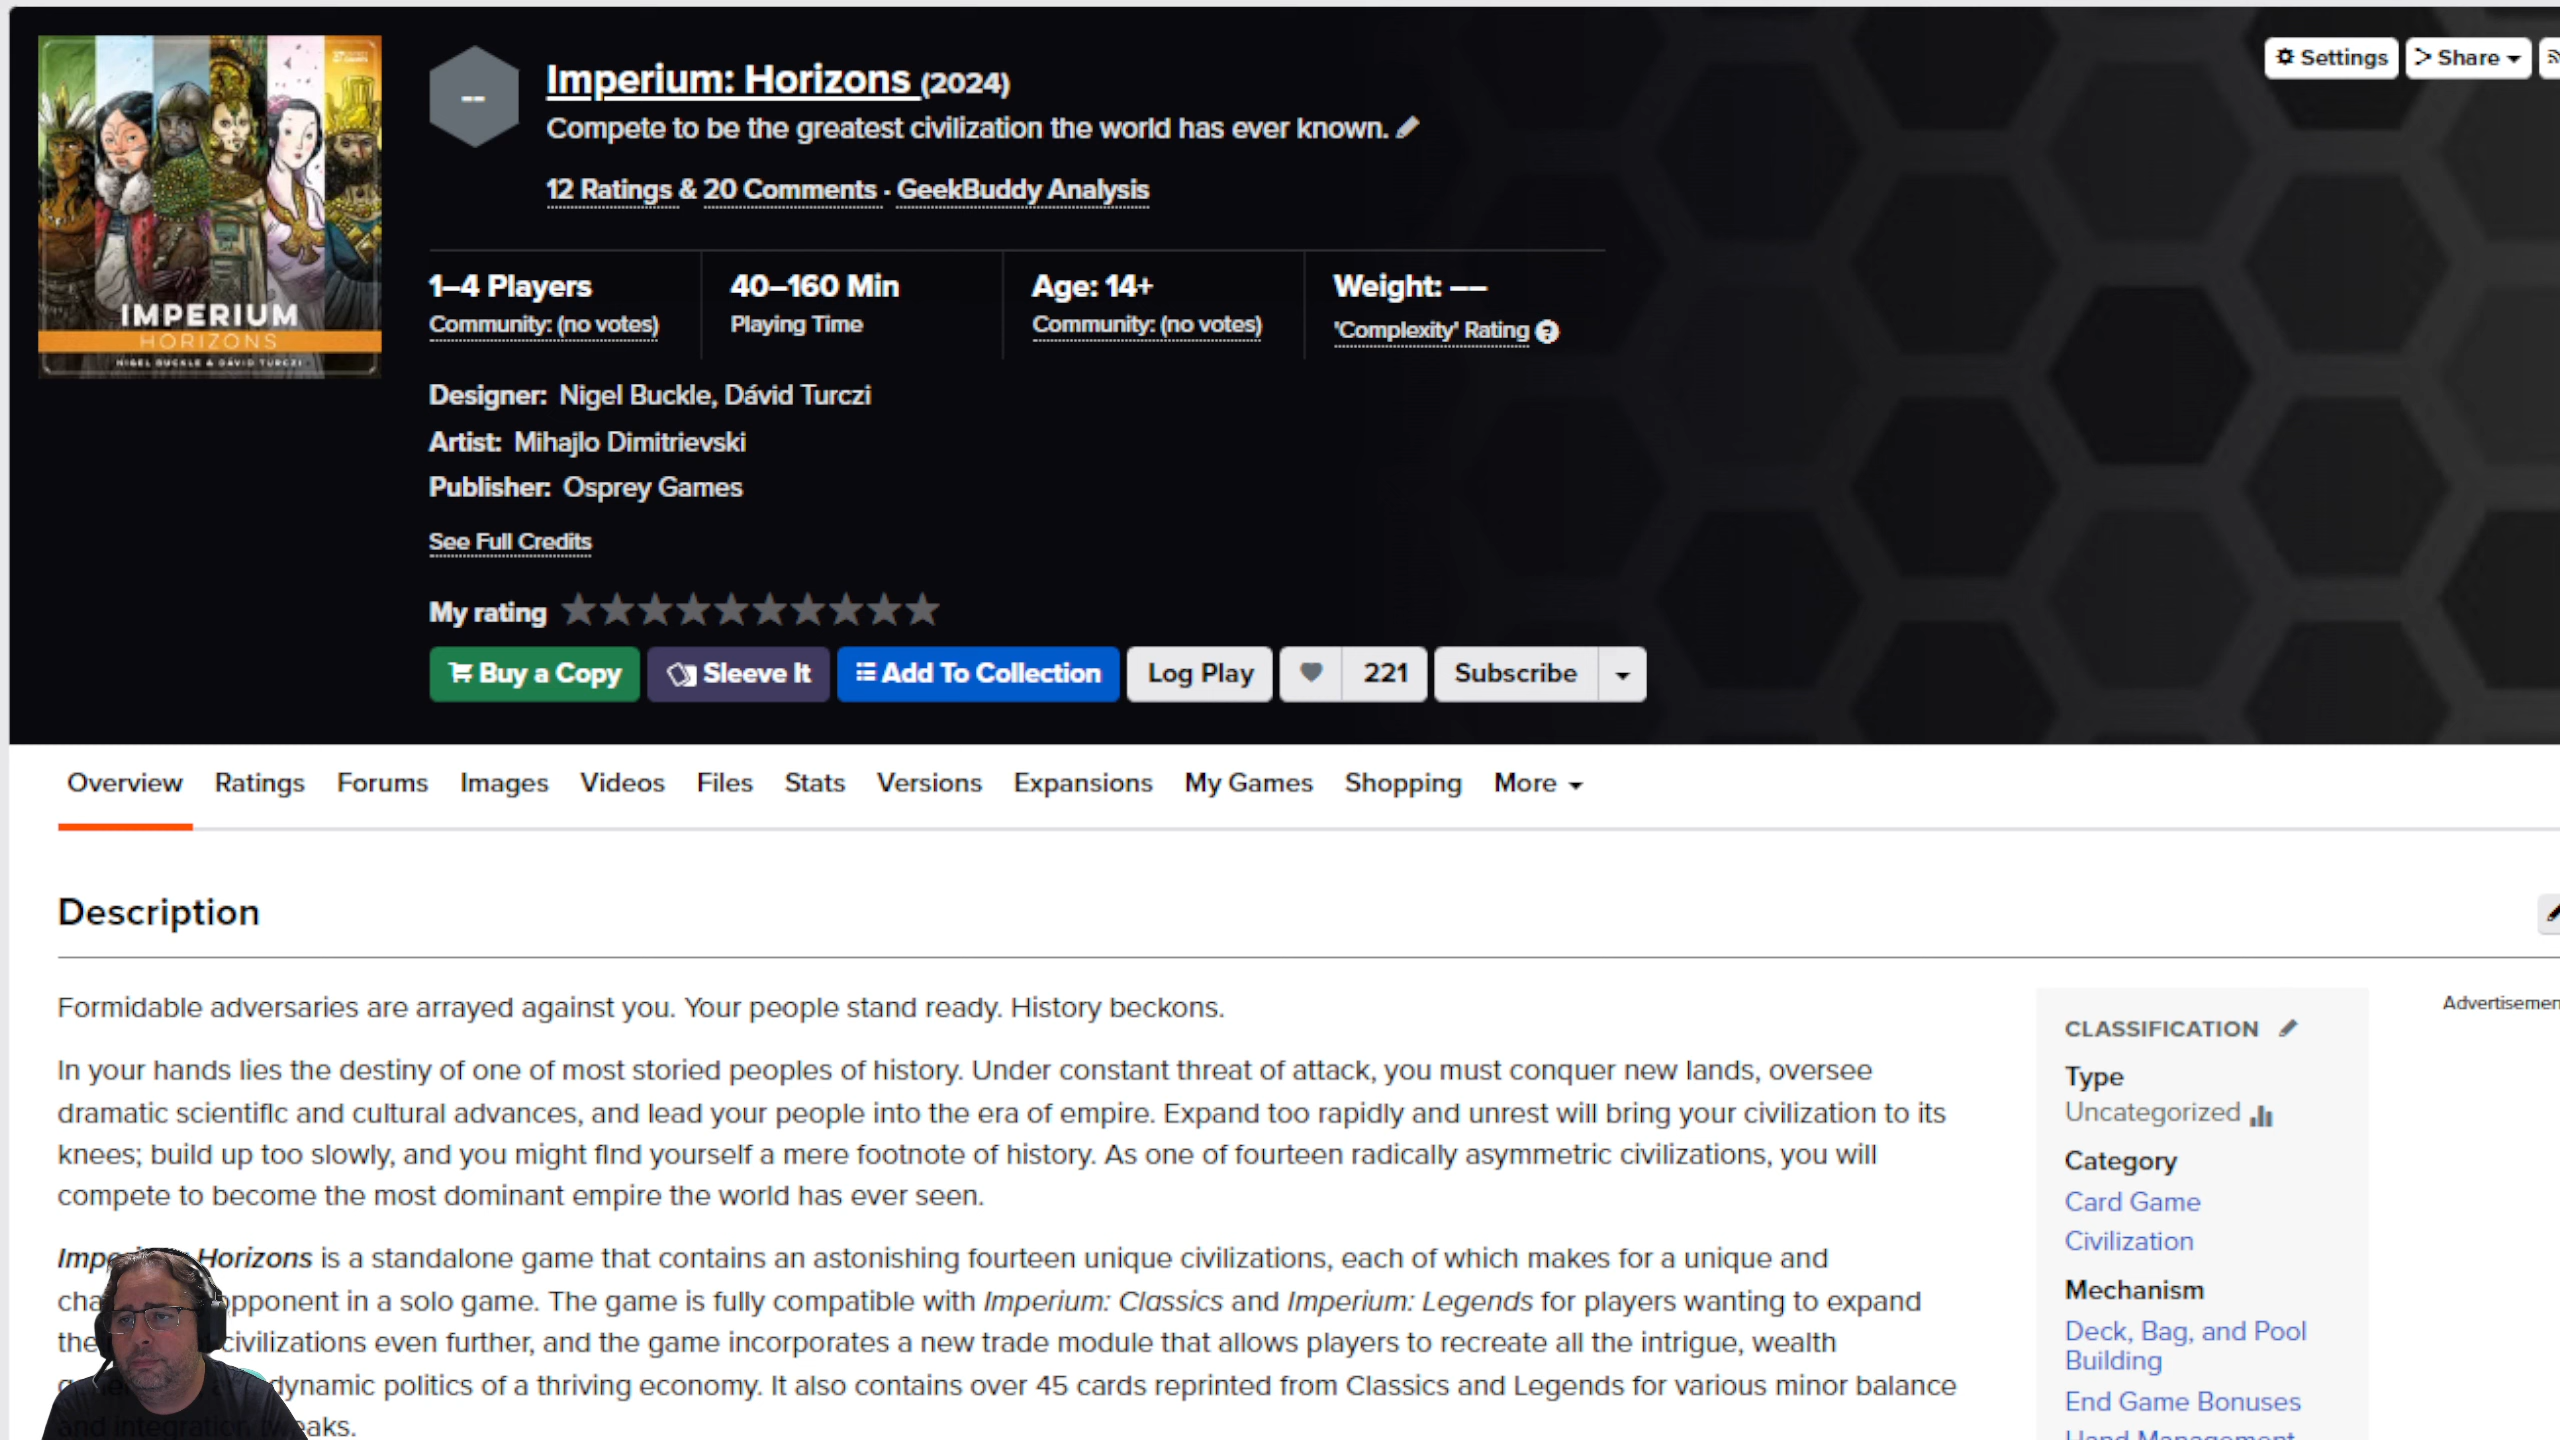 Settings
Share
Imperium: Horizons (2024)
--
Compete to be the greatest civilization the world has ever known.
12 Ratings & 20 Comments · GeekBuddy Analysis
IMPERIUM
HORIZONS
NIGEL BUCKLE & DÁVID TURCZI
1–4 Players
Community: (no votes)
40–160 Min
Playing Time
Age: 14+
Community: (no votes)
Weight: —–
'Complexity' Rating ?
Designer: Nigel Buckle, Dávid Turczi
Artist: Mihajlo Dimitrievski
Publisher: Osprey Games
See Full Credits
My rating
Buy a Copy
Sleeve It
Add To Collection
Log Play
221
Subscribe
Overview Ratings Forums Images Videos Files Stats Versions Expansions My Games Shopping More
Description
Formidable adversaries are arrayed against you. Your people stand ready. History beckons.
In your hands lies the destiny of one of most storied peoples of history. Under constant threat of attack, you must conquer new lands, oversee
dramatic scientific and cultural advances, and lead your people into the era of empire. Expand too rapidly and unrest will bring your civilization to its
knees; build up too slowly, and you might find yourself a mere footnote of history. As one of fourteen radically asymmetric civilizations, you will
compete to become the most dominant empire the world has ever seen.
Horizons is a standalone game that contains an astonishing fourteen unique civilizations, each of which makes for a unique and
opponent in a solo game. The game is fully compatible with Imperium: Classics and Imperium: Legends for players wanting to expand
civilizations even further, and the game incorporates a new trade module that allows players to recreate all the intrigue, wealth
dynamic politics of a thriving economy. It also contains over 45 cards reprinted from Classics and Legends for various minor balance
and integration
CLASSIFICATION
Type
Uncategorized
Category
Card Game
Civilization
Mechanism
Deck, Bag, and Pool
Building
End Game Bonuses
Hand Management
Advertisemen